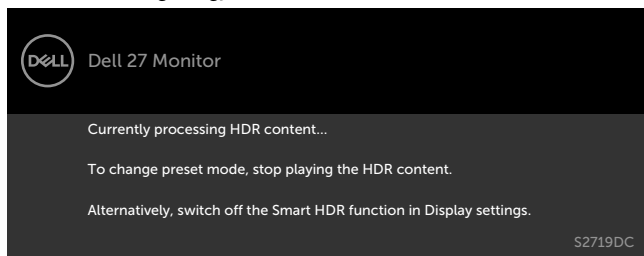 DELL
Dell 27 Monitor
Currently processing HDR content...
To change preset mode, stop playing the HDR content.
Alternatively, switch off the Smart HDR function in Display settings.
S2719DC